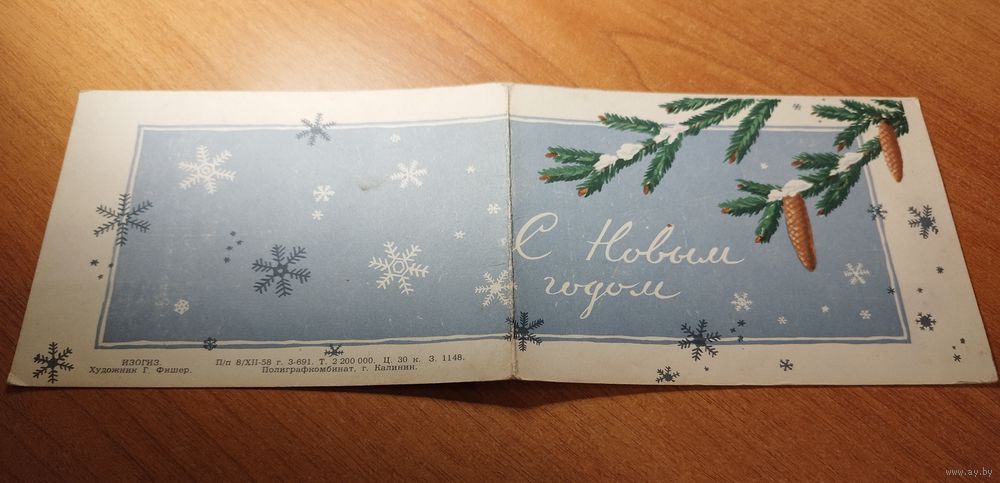 С Новым
годом
ИЗОГИЗ. П/п 8/XII-58 г. З-691. Т. 2 200 000. Ц. 30 к. З. 1148.
Художник Г. Фишер. Полиграфкомбинат, г. Калинин.
www.ay.by